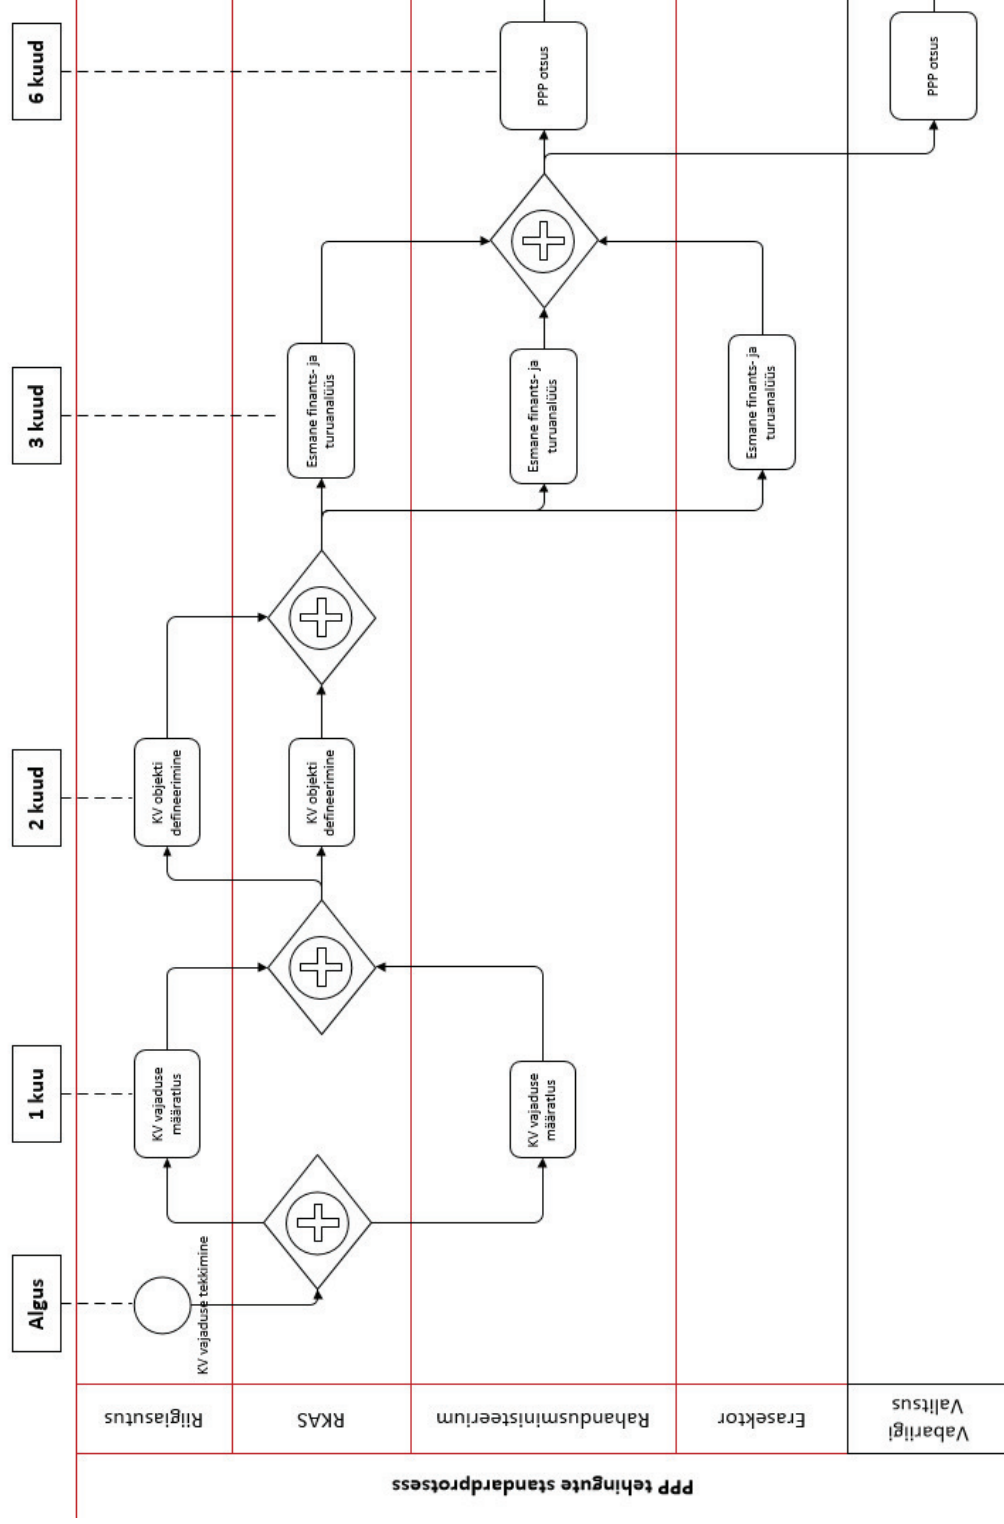 PPP tehingute standardprotsess
Riigiasutus
RKAS
Rahandusministeerium
Erasektor
Vabariigi
Valitsus
Algus
1 kuu
2 kuud
3 kuud
6 kuud
KV vajaduse tekkimine
KV vajaduse
määratlus
KV objekti
defineerimine
KV objekti
defineerimine
Esmane finants- ja
turuanalüüs
KV vajaduse
määratlus
Esmane finants- ja
turuanalüüs
PPP otsus
Esmane finants- ja
turuanalüüs
PPP otsus